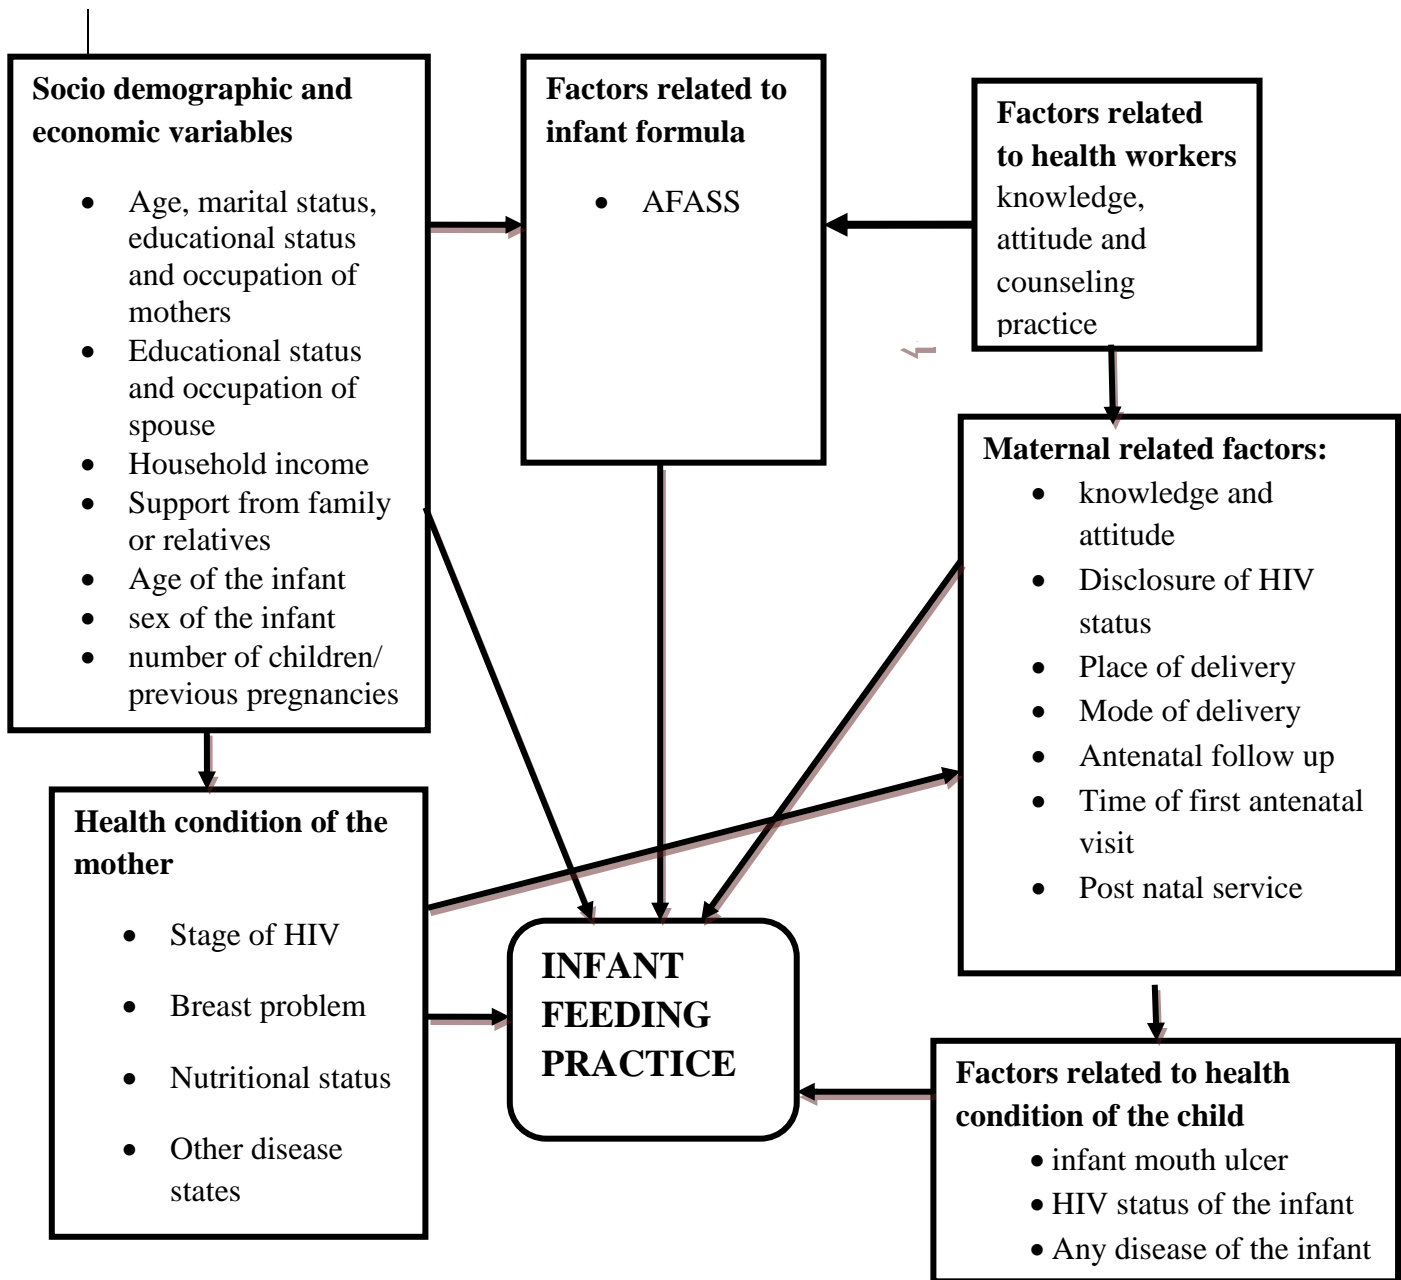 Socio demographic and
economic variables
• Age, marital status,
educational status
and occupation of
mothers
• Educational status
and occupation of
spouse
• Household income
• Support from family
or relatives
• Age of the infant
• sex of the infant
• number of children/
previous pregnancies
Factors related to
infant formula
• AFASS
Factors related
to health workers
knowledge,
attitude and
counseling
practice
Maternal related factors:
• knowledge and
attitude
• Disclosure of HIV
status
• Place of delivery
• Mode of delivery
• Antenatal follow up
• Time of first antenatal
visit
• Post natal service
Health condition of the
mother
• Stage of HIV
• Breast problem
• Nutritional status
• Other disease
states
INFANT
FEEDING
PRACTICE
Factors related to health
condition of the child
• infant mouth ulcer
• HIV status of the infant
• Any disease of the infant